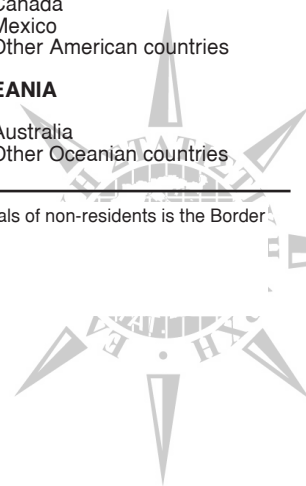 Canada
Mexico
Other American countries
EANIA
Australia
Other Oceanian countries
als of non-residents is the Border